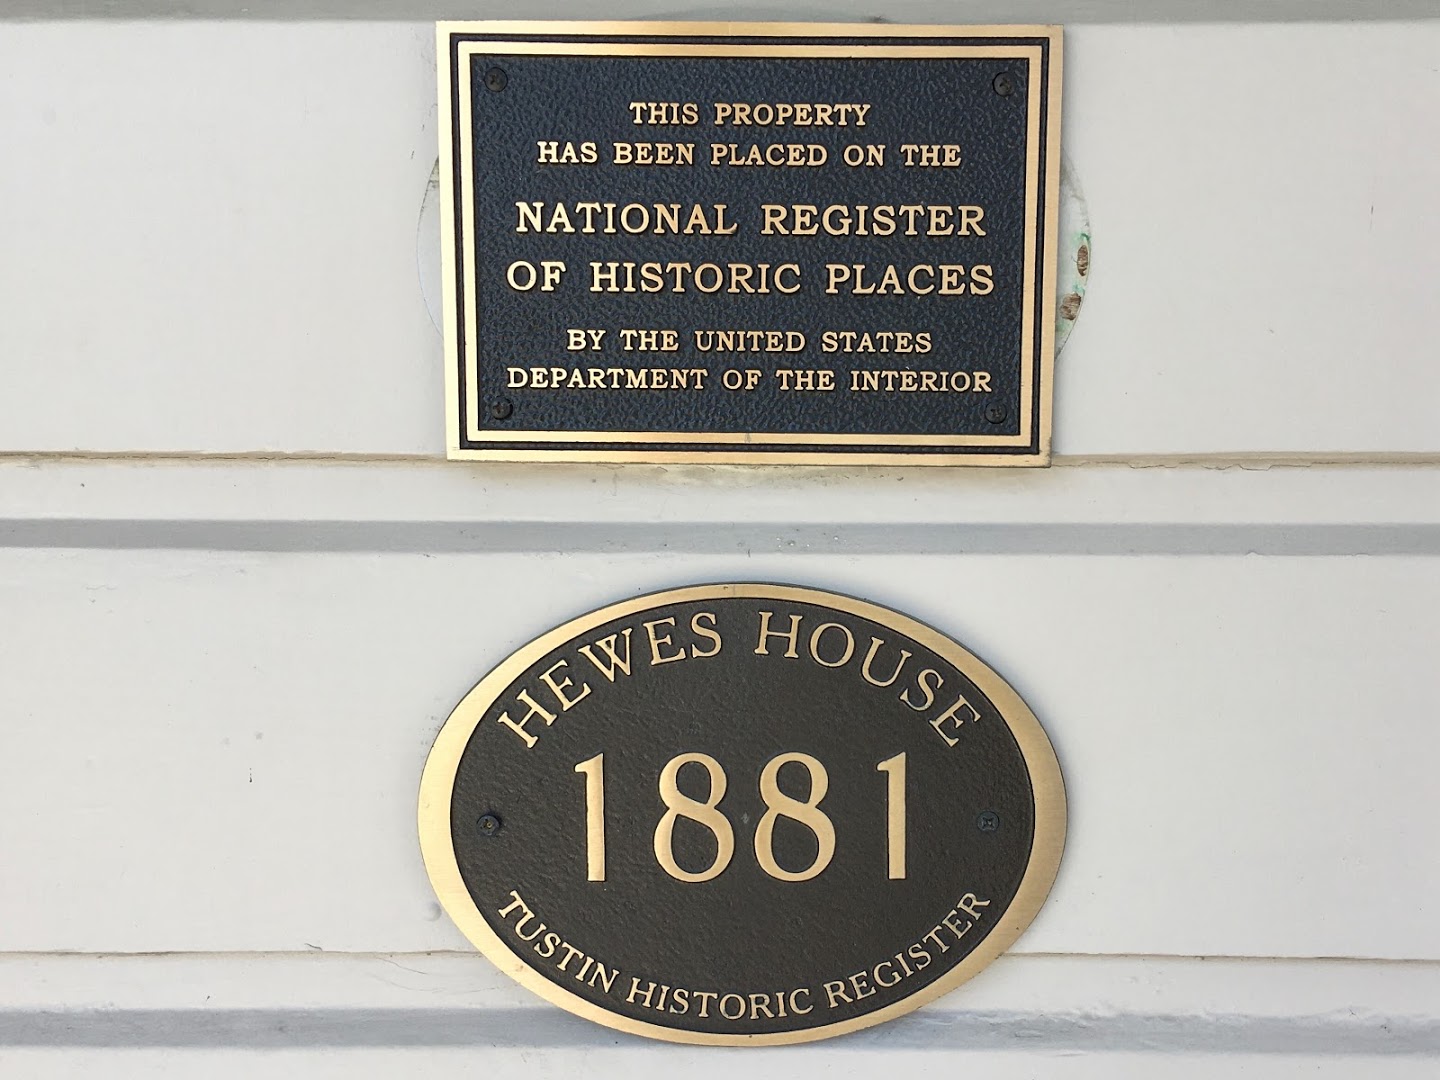 THIS PROPERTY
HAS BEEN PLACED ON THE
NATIONAL REGISTER
OF HISTORIC PLACES
BY THE UNITED STATES
DEPARTMENT OF THE INTERIOR
HEWES HOUSE
1881
TUSTIN HISTORIC REGISTER